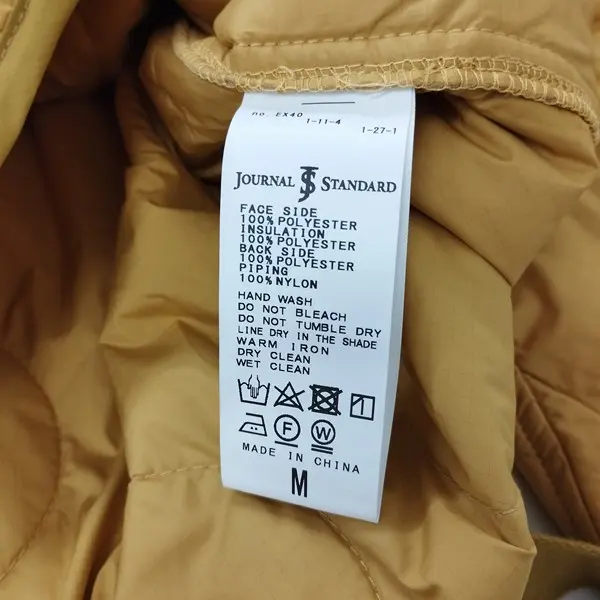 no. EX40 1-11-4 1-27-1
JOURNAL JS STANDARD
FACE SIDE
100%POLYESTER
INSULATION
100%POLYESTER
BACK SIDE
100%POLYESTER
PIPING
100%NYLON
HAND WASH
DO NOT BLEACH
DO NOT TUMBLE DRY
LINE DRY IN THE SHADE
WARM IRON
DRY CLEAN
WET CLEAN
F W
MADE IN CHINA
M